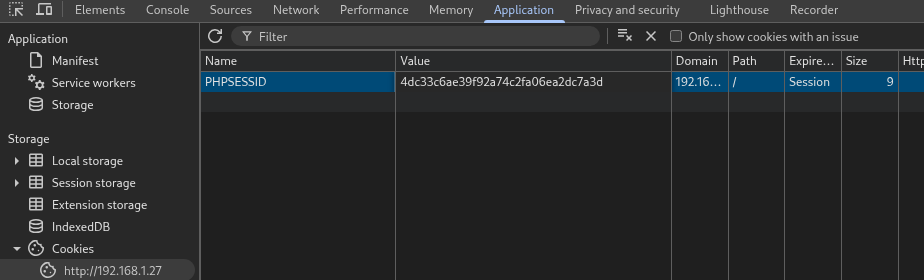 Elements Console Sources Network Performance Memory Application Privacy and security Lighthouse Recorder
Application
Manifest
Service workers
Storage
Storage
Local storage
Session storage
Extension storage
IndexedDB
Cookies
http://192.168.1.27
Filter
Only show cookies with an issue
Name Value Domain Path Expire... Size Htt
PHPSESSID 4dc33c6ae39f92a74c2fa06ea2dc7a3d 192.16... / Session 9